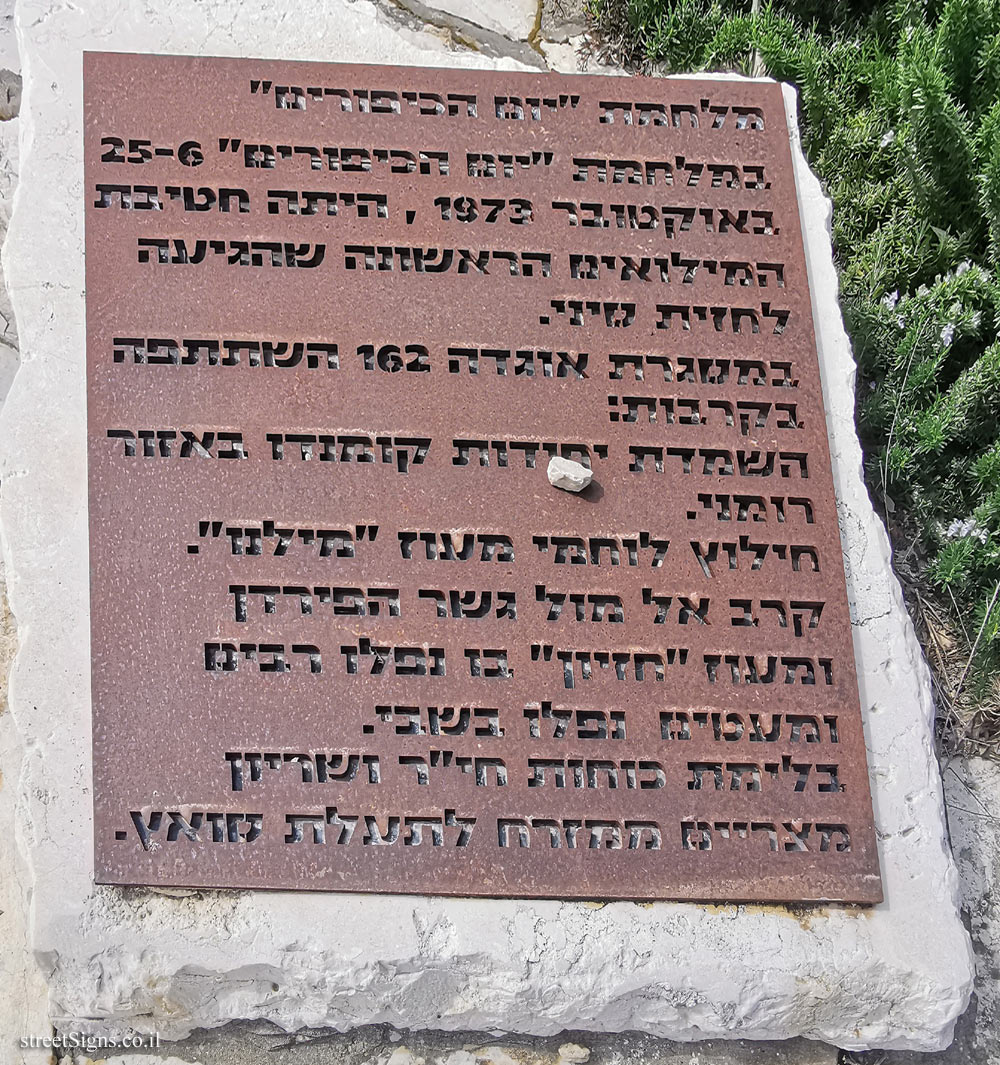 מלחמת "יום הכיפורים"
במלחמת "יום הכיפורים" 25-6
באוקטובר 1973 , היתה חטיבת
המילואים הראשונה שהגיעה
לחזית סיני.
במסגרת אוגדה 162 השתתפה
בקרבות:
השמדת יחידות קומנדו באזור
רומני.
חילוץ לוחמי מעוז "מילנו".
קרב אל מול גשר הפירדן
ומעוז "חזיון" בו נפלו רבים
ומעטים נפלו בשבי.
בלימת כוחות חי"ר ושריון
מצריים ממזרח לתעלת סואץ.
streetSigns.co.il